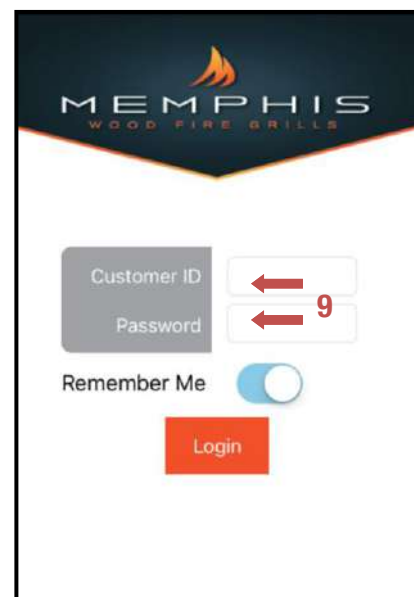 MEMPHIS
WOOD FIRE GRILLS
Customer ID
9
Password
Remember Me
Login